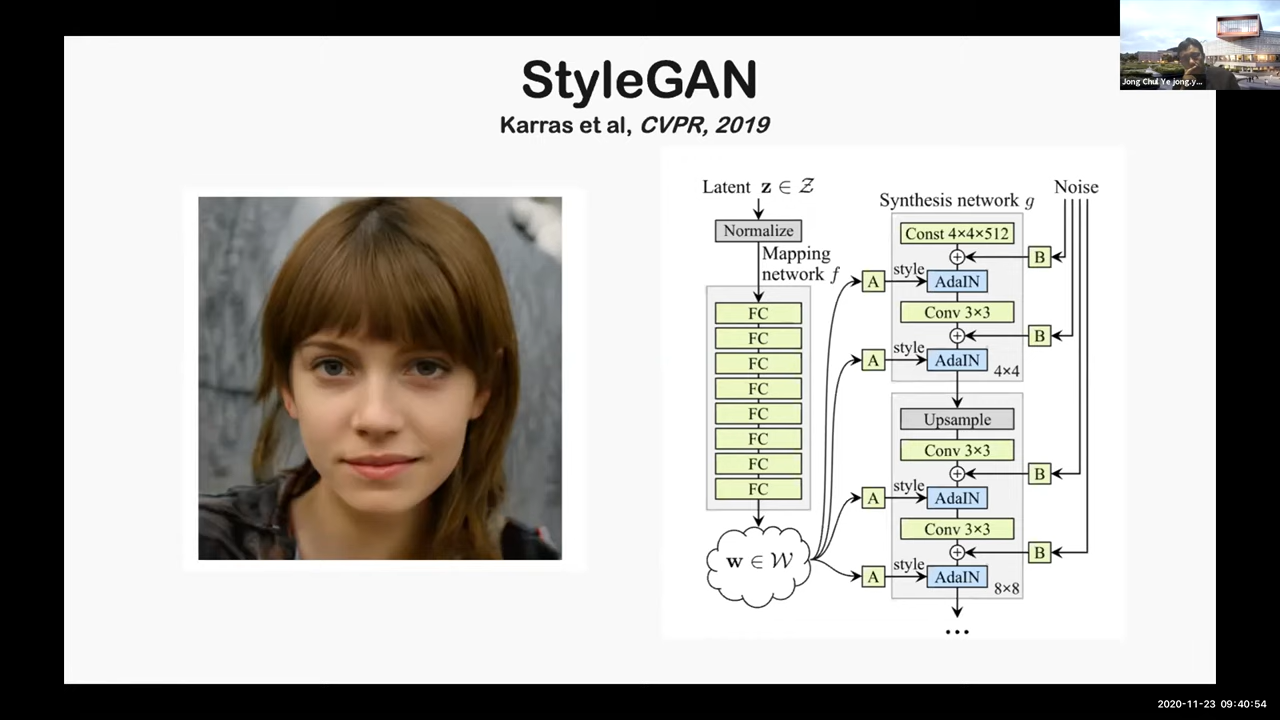 StyleGAN
Karras et al, CVPR, 2019
Jong Chul Ye jong.y...
Latent z ∈ 𝒵
Normalize
Mapping
network f
FC
FC
FC
FC
FC
FC
FC
FC
w ∈ 𝒲
Synthesis network g
Noise
Const 4×4×512
B
A
style
AdaIN
Conv 3×3
B
A
style
AdaIN
4×4
Upsample
Conv 3×3
B
A
style
AdaIN
Conv 3×3
B
A
style
AdaIN
8×8
...
2020-11-23 09:40:54